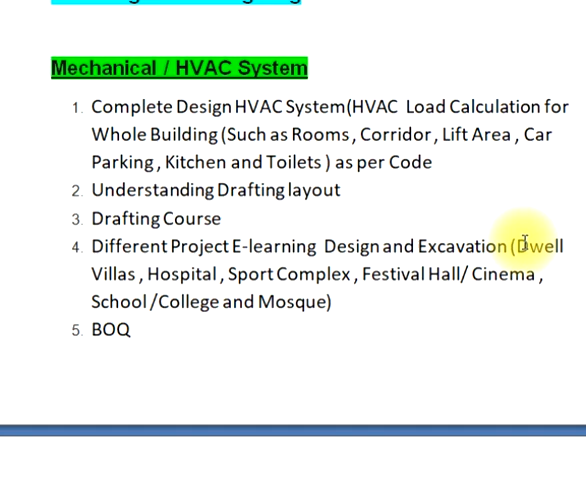 Mechanical / HVAC System
1. Complete Design HVAC System(HVAC Load Calculation for
Whole Building (Such as Rooms, Corridor, Lift Area, Car
Parking, Kitchen and Toilets ) as per Code
2. Understanding Drafting layout
3. Drafting Course
4. Different Project E-learning Design and Excavation (Dwell
Villas, Hospital, Sport Complex, Festival Hall/ Cinema,
School /College and Mosque)
5. BOQ